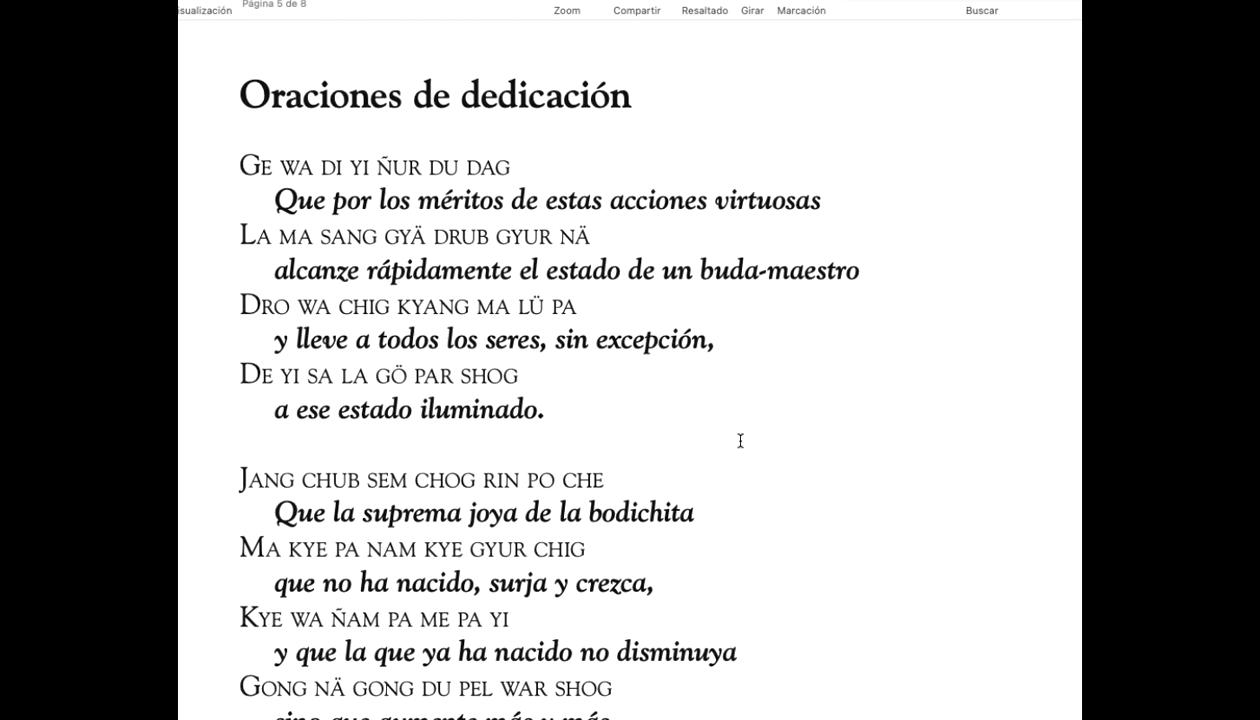 isualización
Página 5 de 8
Zoom
Compartir
Resaltado
Girar
Marcación
Buscar
Oraciones de dedicación
GE WA DI YI ÑUR DU DAG
Que por los méritos de estas acciones virtuosas
LA MA SANG GYÄ DRUB GYUR NÄ
alcanze rápidamente el estado de un buda-maestro
DRO WA CHIG KYANG MA LÜ PA
y lleve a todos los seres, sin excepción,
DE YI SA LA GÖ PAR SHOG
a ese estado iluminado.
JANG CHUB SEM CHOG RIN PO CHE
Que la suprema joya de la bodichita
MA KYE PA NAM KYE GYUR CHIG
que no ha nacido, surja y crezca,
KYE WA ÑAM PA ME PA YI
y que la que ya ha nacido no disminuya
GONG NÄ GONG DU PEL WAR SHOG
sino que aumente más y más.